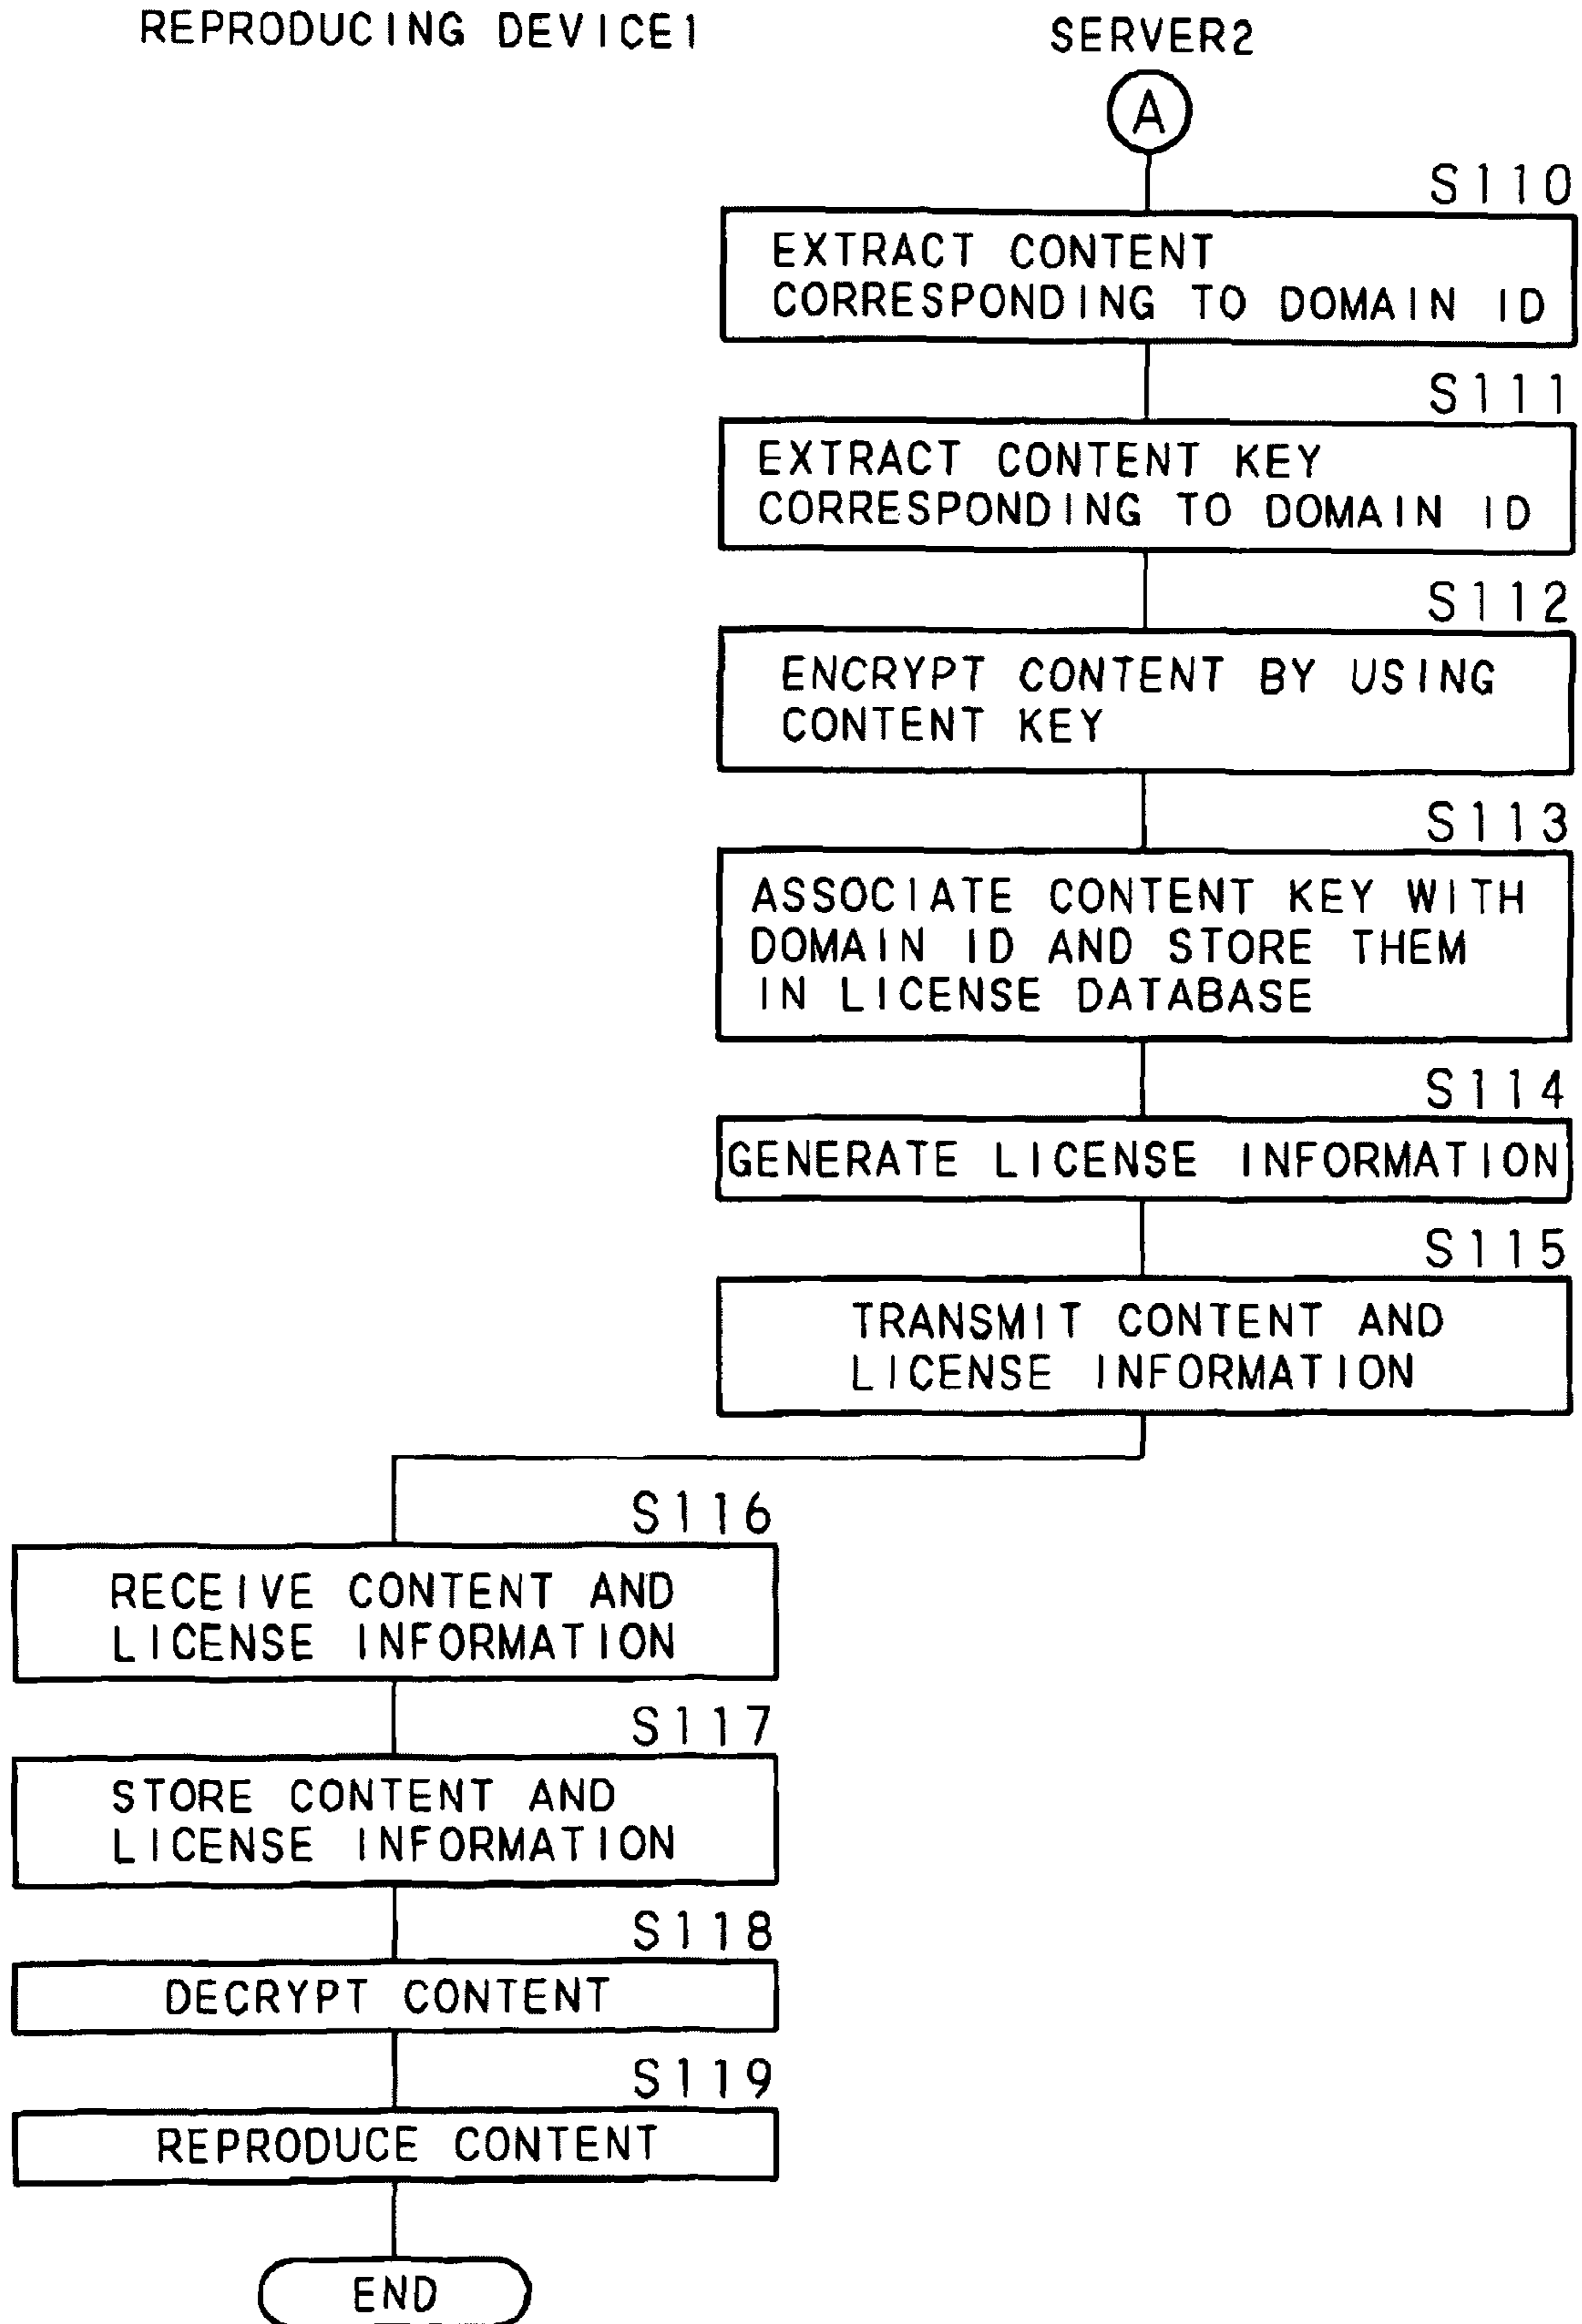 REPRODUCING DEVICE1
SERVER2
A
S110
EXTRACT CONTENT
CORRESPONDING TO DOMAIN ID
S111
EXTRACT CONTENT KEY
CORRESPONDING TO DOMAIN ID
S112
ENCRYPT CONTENT BY USING
CONTENT KEY
S113
ASSOCIATE CONTENT KEY WITH
DOMAIN ID AND STORE THEM
IN LICENSE DATABASE
S114
GENERATE LICENSE INFORMATION
S115
TRANSMIT CONTENT AND
LICENSE INFORMATION
S116
RECEIVE CONTENT AND
LICENSE INFORMATION
S117
STORE CONTENT AND
LICENSE INFORMATION
S118
DECRYPT CONTENT
S119
REPRODUCE CONTENT
END